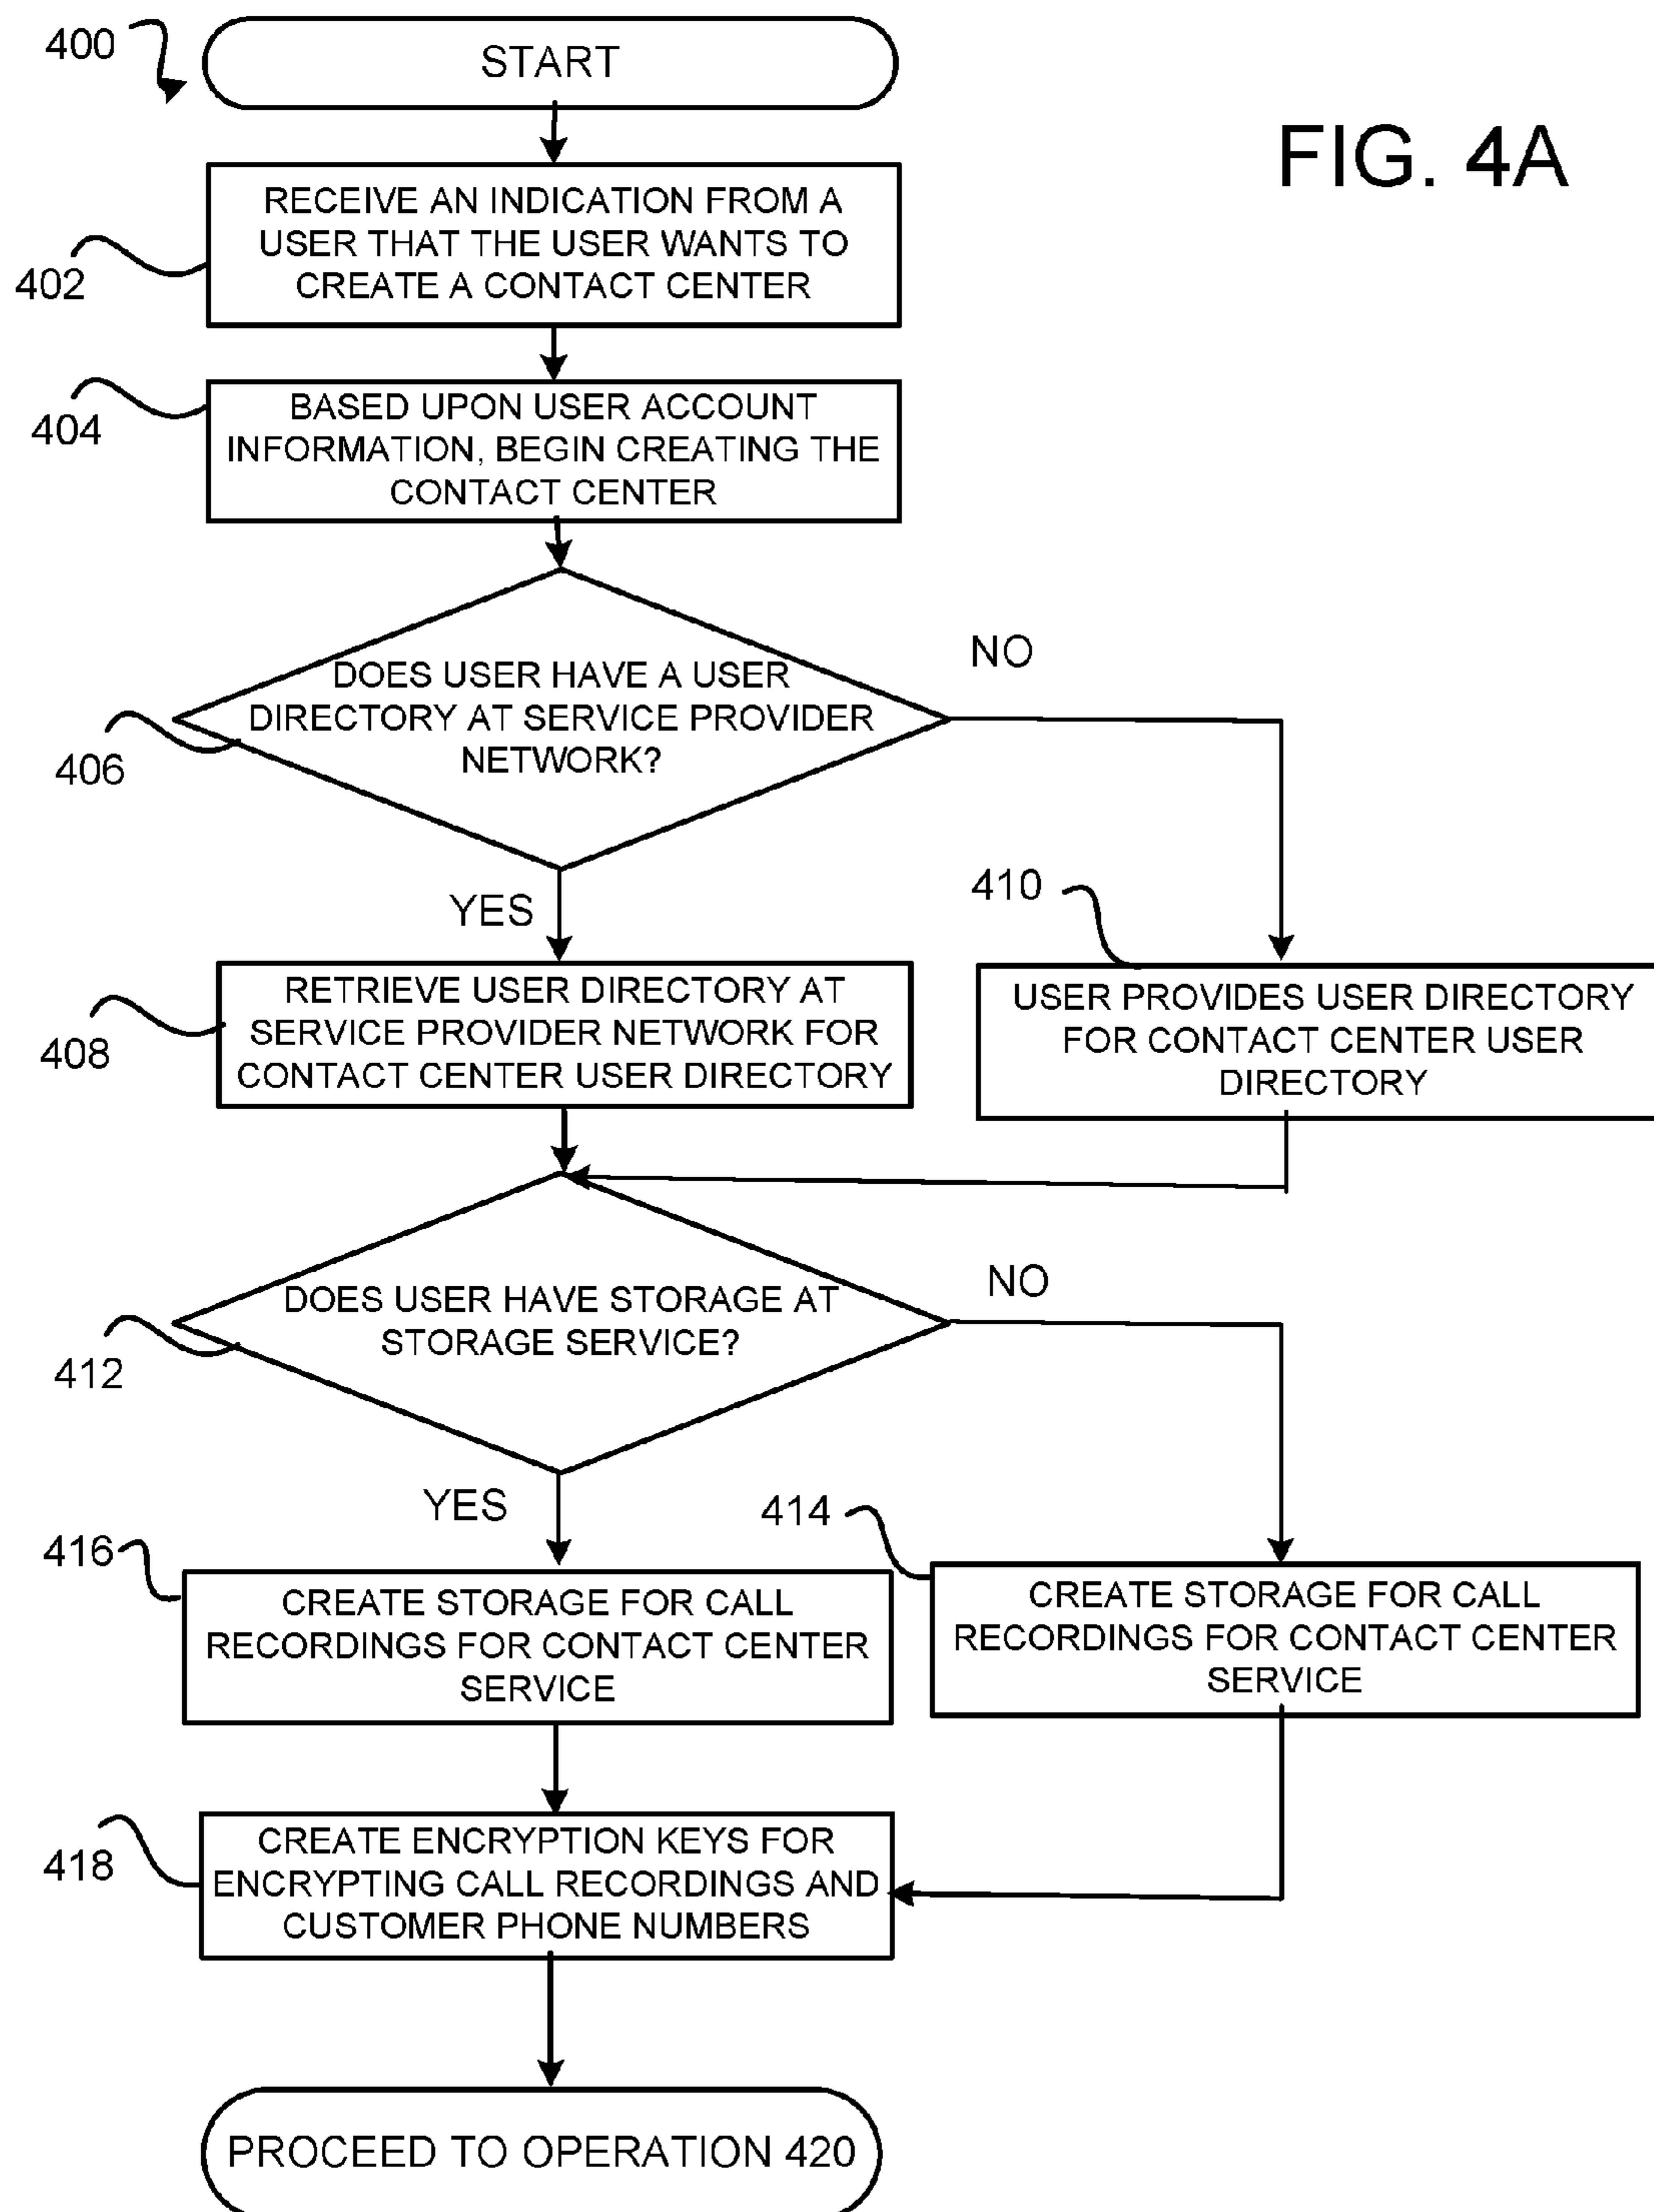 400
START
FIG. 4A
RECEIVE AN INDICATION FROM A
USER THAT THE USER WANTS TO
CREATE A CONTACT CENTER
402
BASED UPON USER ACCOUNT
INFORMATION, BEGIN CREATING THE
CONTACT CENTER
404
DOES USER HAVE A USER
DIRECTORY AT SERVICE PROVIDER
NETWORK?
406
NO
YES
410
RETRIEVE USER DIRECTORY AT
SERVICE PROVIDER NETWORK FOR
CONTACT CENTER USER DIRECTORY
408
USER PROVIDES USER DIRECTORY
FOR CONTACT CENTER USER
DIRECTORY
DOES USER HAVE STORAGE AT
STORAGE SERVICE?
412
NO
YES
414
416
CREATE STORAGE FOR CALL
RECORDINGS FOR CONTACT CENTER
SERVICE
CREATE STORAGE FOR CALL
RECORDINGS FOR CONTACT CENTER
SERVICE
418
CREATE ENCRYPTION KEYS FOR
ENCRYPTING CALL RECORDINGS AND
CUSTOMER PHONE NUMBERS
PROCEED TO OPERATION 420